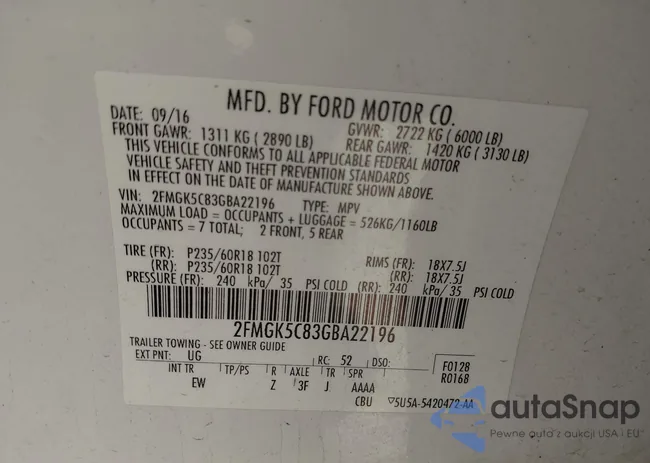 MFD. BY FORD MOTOR CO.
DATE: 09/16 GVWR: 2722 KG ( 6000 LB)
FRONT GAWR: 1311 KG ( 2890 LB) REAR GAWR: 1420 KG ( 3130 LB)
THIS VEHICLE CONFORMS TO ALL APPLICABLE FEDERAL MOTOR
VEHICLE SAFETY AND THEFT PREVENTION STANDARDS
IN EFFECT ON THE DATE OF MANUFACTURE SHOWN ABOVE.
VIN: 2FMGK5C83GBA22196 TYPE: MPV
MAXIMUM LOAD = OCCUPANTS + LUGGAGE = 526KG/1160LB
OCCUPANTS = 7 TOTAL; 2 FRONT, 5 REAR
TIRE (FR): P235/60R18 102T RIMS (FR): 18X7.5J
(RR): P235/60R18 102T (RR): 18X7.5J
PRESSURE (FR): 240 kPa/ 35 PSI COLD (RR): 240 kPa/ 35 PSI COLD
2FMGK5C83GBA22196
TRAILER TOWING - SEE OWNER GUIDE
EXT PNT: UG RC: 52 DSO: F0128
R0168
INT TR TP/PS R AXLE TR SPR
EW Z 3F J AAAA
CBU ▽5U5A-5420472-AA
autaSnap
Pewne auta z aukcji USA i EU